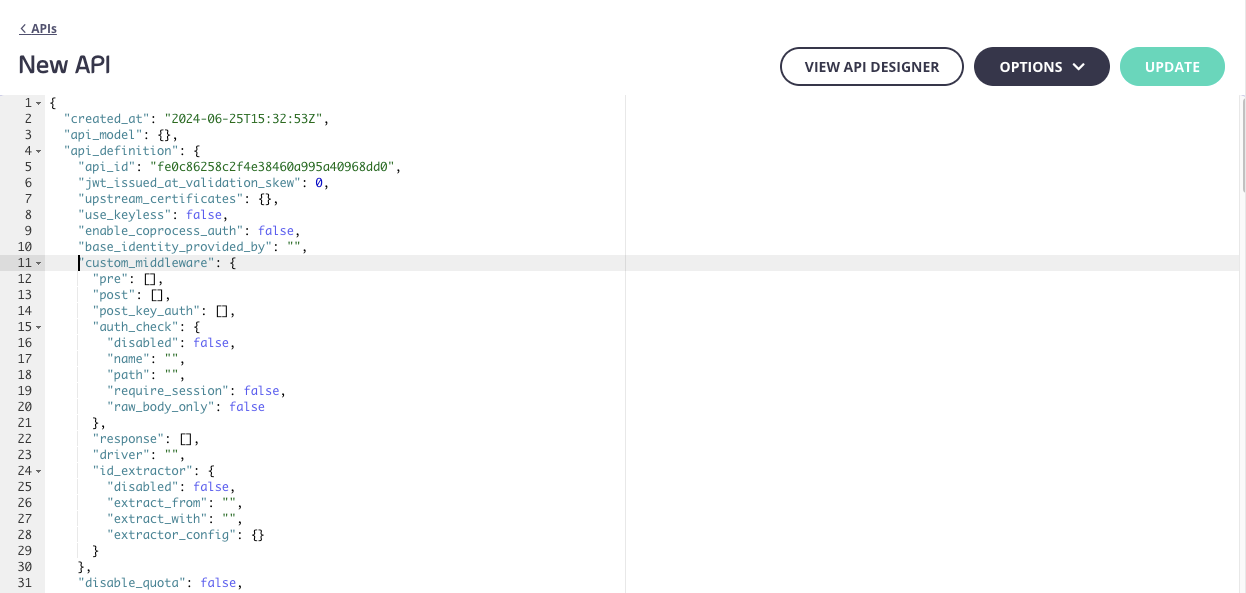 < APIs
New API
VIEW API DESIGNER
OPTIONS
UPDATE
1 {
2 "created_at": "2024-06-25T15:32:53Z",
3 "api_model": {},
4 "api_definition": {
5 "api_id": "fe0c86258c2f4e38460a995a40968dd0",
6 "jwt_issued_at_validation_skew": 0,
7 "upstream_certificates": {},
8 "use_keyless": false,
9 "enable_coprocess_auth": false,
10 "base_identity_provided_by": "",
11 "custom_middleware": {
12 "pre": [],
13 "post": [],
14 "post_key_auth": [],
15 "auth_check": {
16 "disabled": false,
17 "name": "",
18 "path": "",
19 "require_session": false,
20 "raw_body_only": false
21 },
22 "response": [],
23 "driver": "",
24 "id_extractor": {
25 "disabled": false,
26 "extract_from": "",
27 "extract_with": "",
28 "extractor_config": {}
29 }
30 },
31 "disable_quota": false,